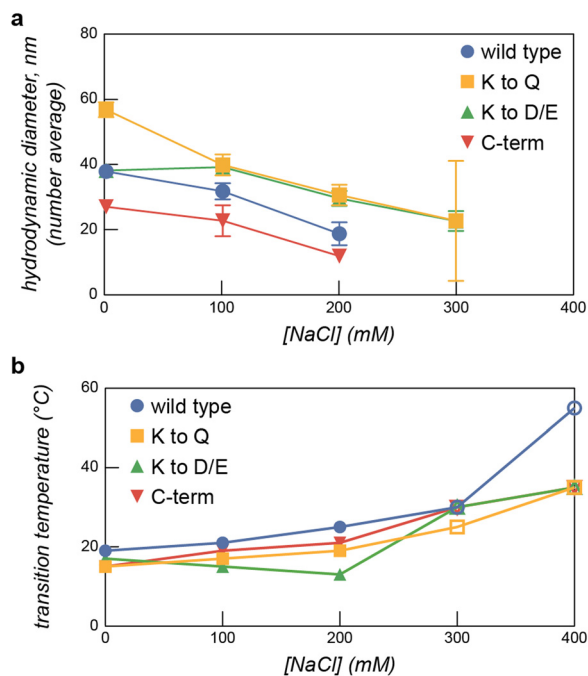 a
hydrodynamic diameter, nm
(number average)
80
60
40
20
0
wild type
K to Q
K to D/E
C-term
0 100 200 300 400
[NaCl] (mM)
b
transition temperature (°C)
60
40
20
0
wild type
K to Q
K to D/E
C-term
0 100 200 300 400
[NaCl] (mM)